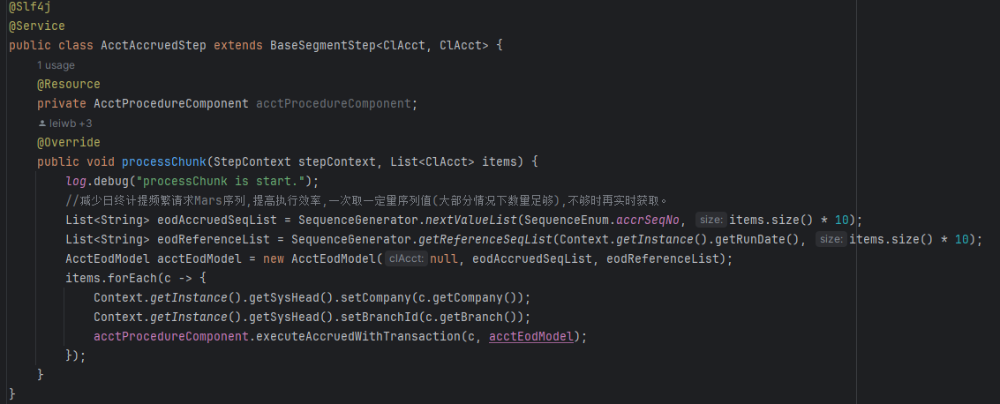 @Slf4j
@Service
public class AcctAccruedStep extends BaseSegmentStep<ClAcct, ClAcct> {
1 usage
@Resource
private AcctProcedureComponent acctProcedureComponent;
leiwb +3
@Override
public void processChunk(StepContext stepContext, List<ClAcct> items) {
log.debug("processChunk is start.");
//减少日终计提频繁请求Mars序列,提高执行效率,一次取一定量序列值(大部分情况下数量足够),不够时再实时获取。
List<String> eodAccruedSeqList = SequenceGenerator.nextValueList(SequenceEnum.accrSeqNo, size: items.size() * 10);
List<String> eodReferenceList = SequenceGenerator.getReferenceSeqList(Context.getInstance().getRunDate(), size: items.size() * 10);
AcctEodModel acctEodModel = new AcctEodModel( clAcct: null, eodAccruedSeqList, eodReferenceList);
items.forEach(c -> {
Context.getInstance().getSysHead().setCompany(c.getCompany());
Context.getInstance().getSysHead().setBranchId(c.getBranch());
acctProcedureComponent.executeAccruedWithTransaction(c, acctEodModel);
});
}
}